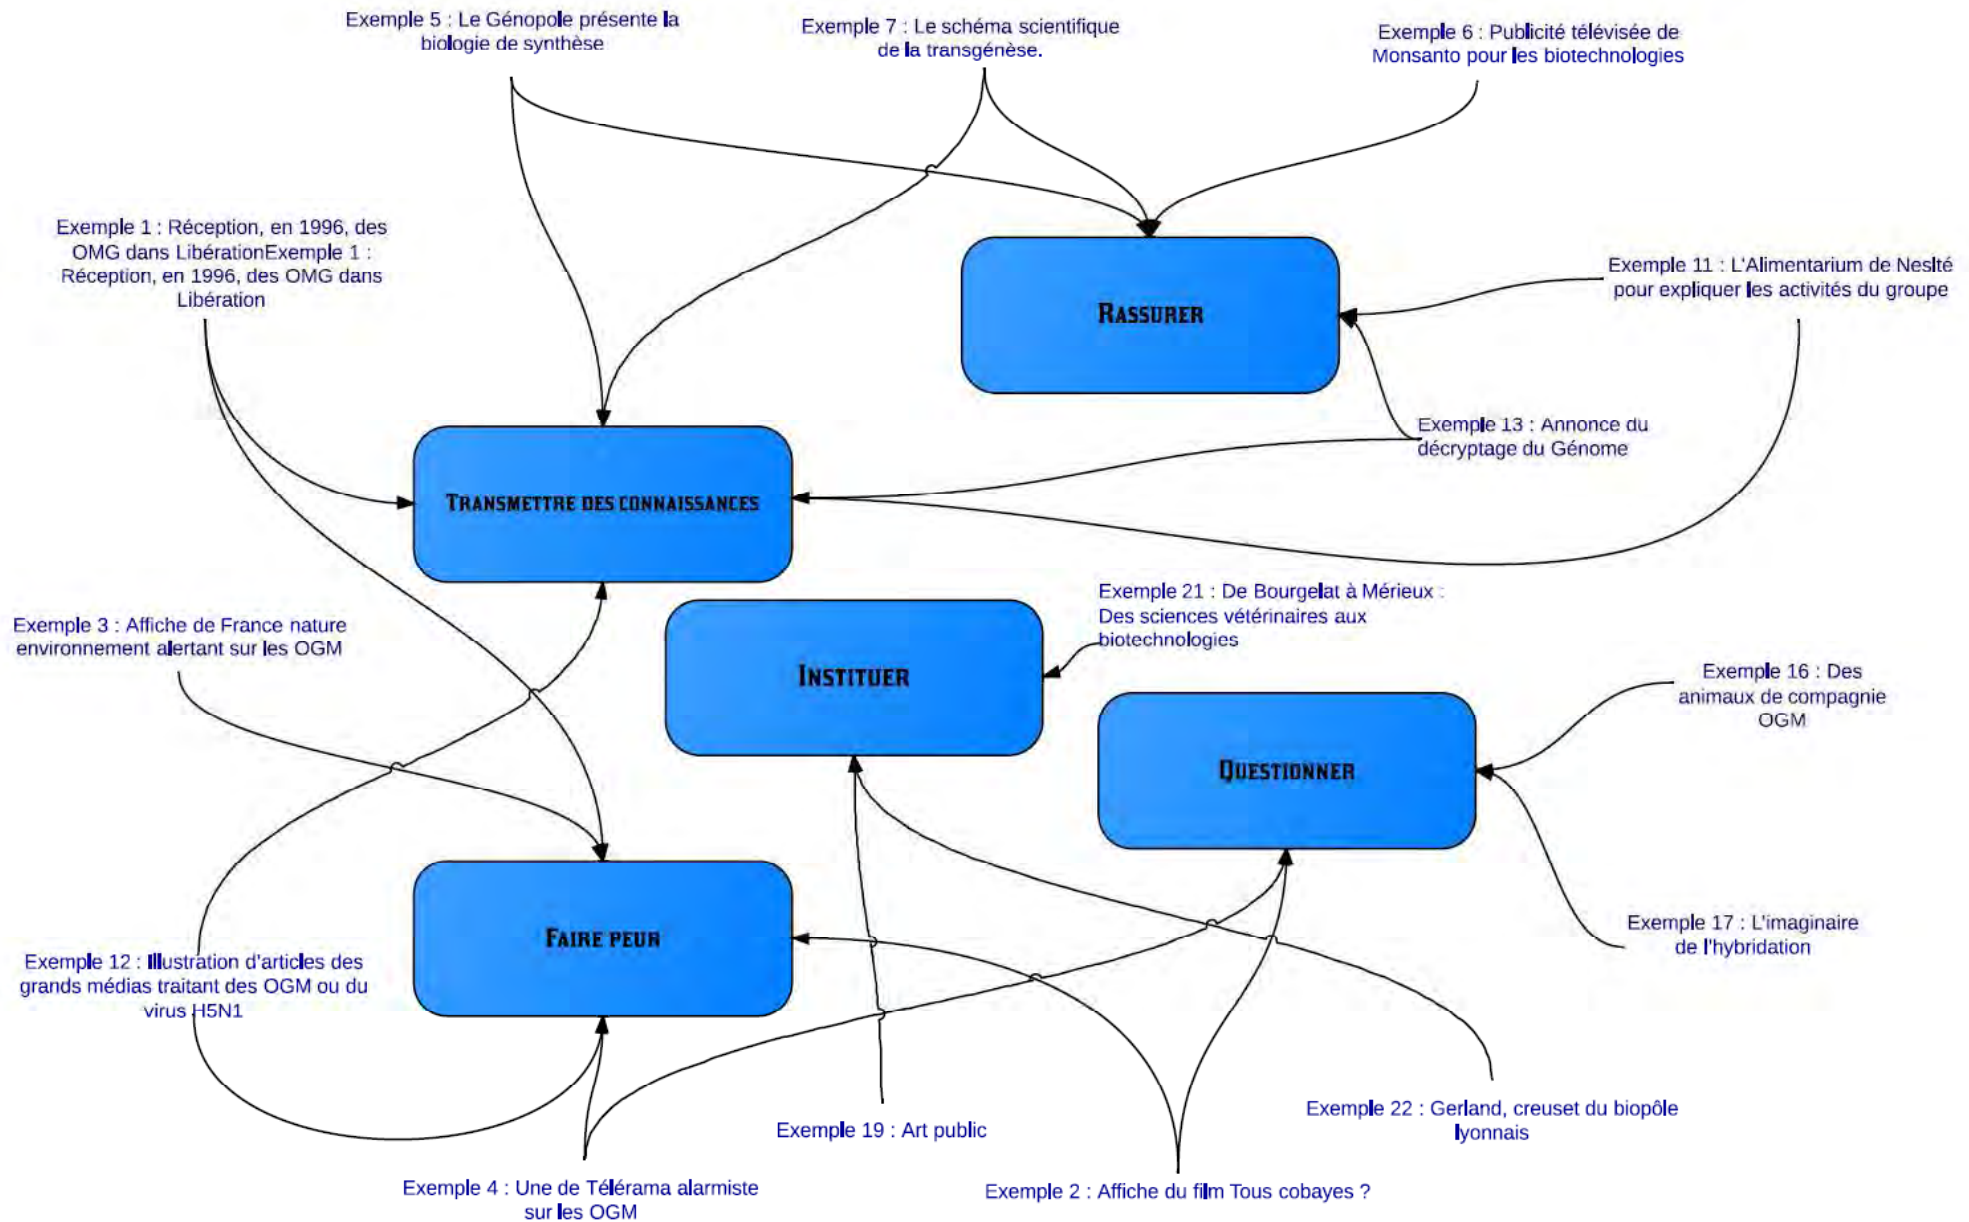 Exemple 5 : Le Génopole présente la
biologie de synthèse
Exemple 7 : Le schéma scientifique
de la transgénèse.
Exemple 6 : Publicité télévisée de
Monsanto pour les biotechnologies
Exemple 1 : Réception, en 1996, des
OMG dans LibérationExemple 1 :
Réception, en 1996, des OMG dans
Libération
Exemple 11 : L'Alimentarium de Neslté
pour expliquer les activités du groupe
RASSURER
Exemple 13 : Annonce du
décryptage du Génome
TRANSMETTRE DES CONNAISSANCES
Exemple 21 : De Bourgelat à Mérieux :
Des sciences vétérinaires aux
biotechnologies
Exemple 3 : Affiche de France nature
environnement alertant sur les OGM
INSTITUER
Exemple 16 : Des
animaux de compagnie
OGM
QUESTIONNER
FAIRE PEUR
Exemple 17 : L'imaginaire
de l'hybridation
Exemple 12 : Illustration d'articles des
grands médias traitant des OGM ou du
virus H5N1
Exemple 22 : Gerland, creuset du biopôle
lyonnais
Exemple 19 : Art public
Exemple 4 : Une de Télérama alarmiste
sur les OGM
Exemple 2 : Affiche du film Tous cobayes ?